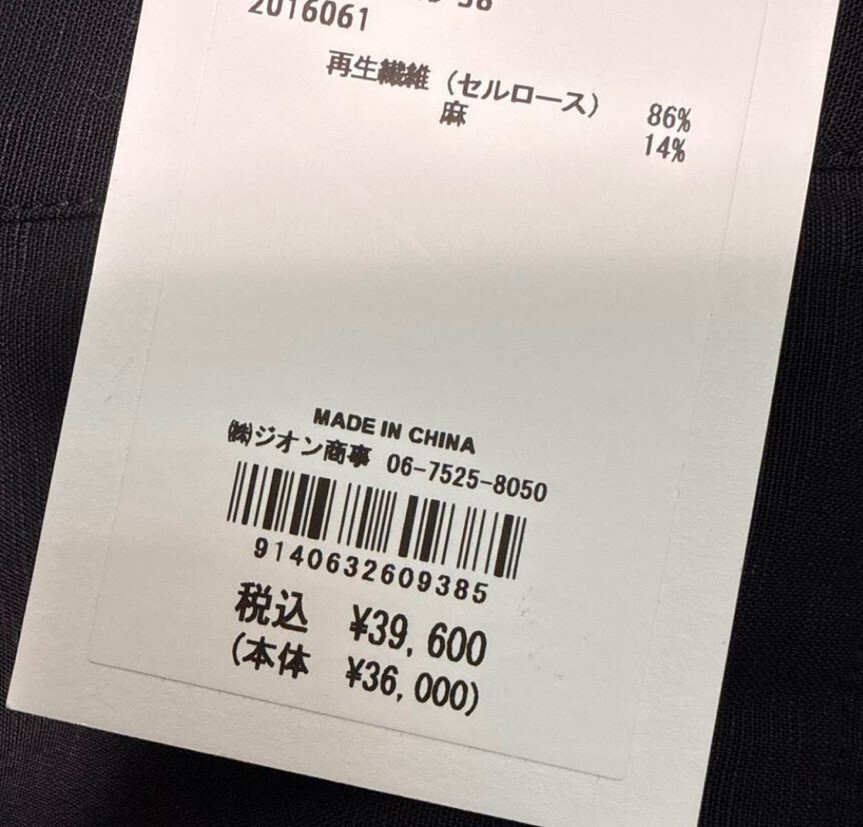 2016061
再生繊維 (セルロース) 86%
麻 14%
MADE IN CHINA
㈱ジオン商事 06-7525-8050
9140632609385
税込 ¥39,600
(本体 ¥36,000)